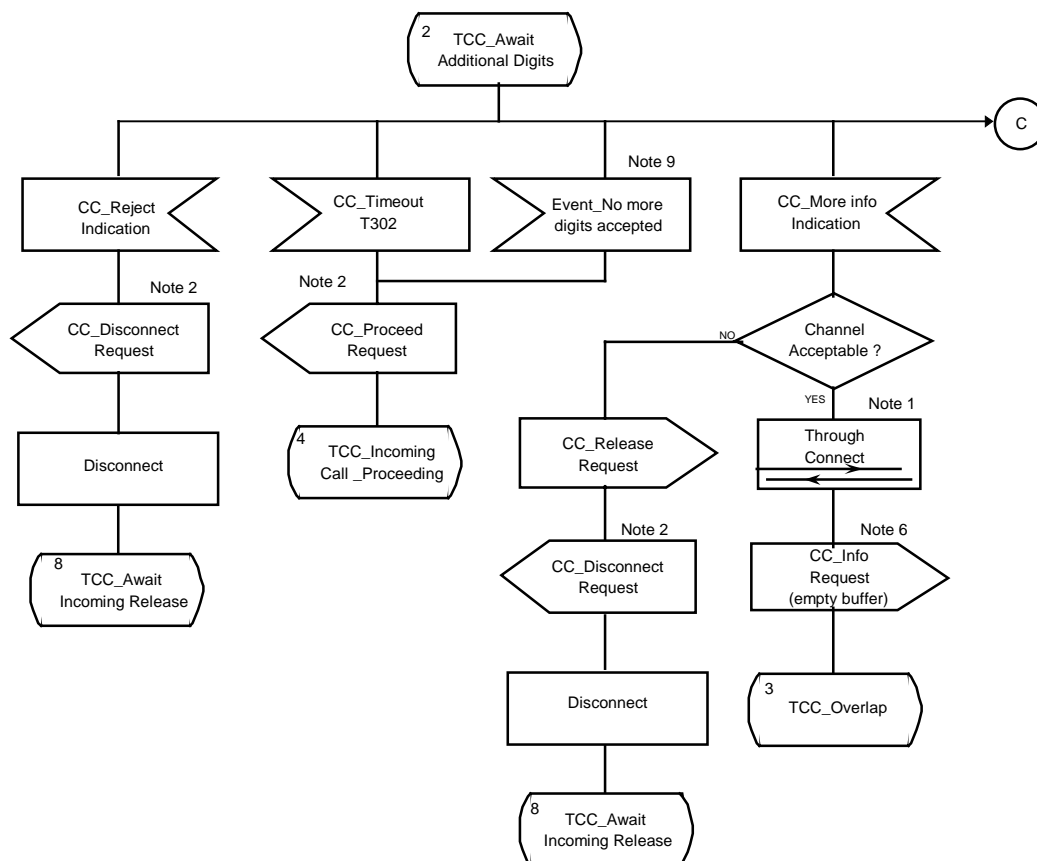 2
TCC_Await
Additional Digits
C
Note 9
CC_Reject
Indication
CC_Timeout
T302
Event_No more
digits accepted
CC_More info
Indication
Note 2
Note 2
CC_Disconnect
Request
CC_Proceed
Request
NO
Channel
Acceptable ?
YES
Note 1
Disconnect
4
TCC_Incoming
Call _Proceeding
CC_Release
Request
Through
Connect
Note 2
Note 6
8
TCC_Await
Incoming Release
CC_Disconnect
Request
CC_Info
Request
(empty buffer)
Disconnect
3
TCC_Overlap
8
TCC_Await
Incoming Release